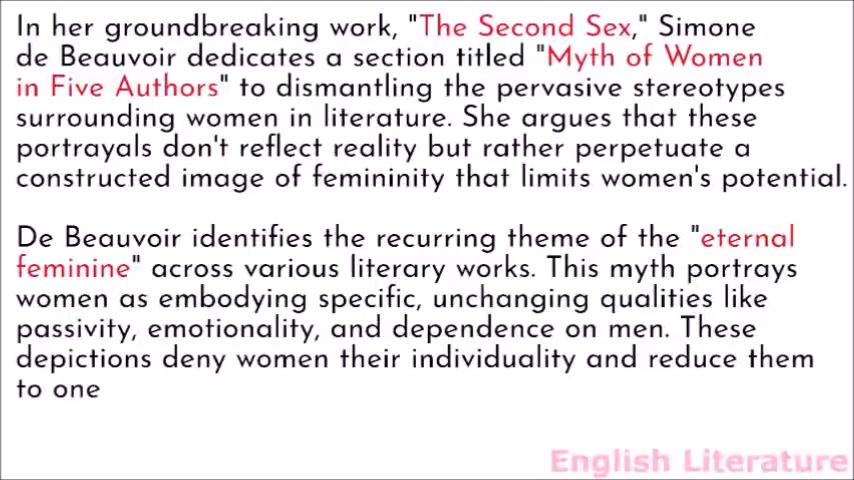 In her groundbreaking work, "The Second Sex," Simone
de Beauvoir dedicates a section titled "Myth of Women
in Five Authors" to dismantling the pervasive stereotypes
surrounding women in literature. She argues that these
portrayals don't reflect reality but rather perpetuate a
constructed image of femininity that limits women's potential.
De Beauvoir identifies the recurring theme of the "eternal
feminine" across various literary works. This myth portrays
women as embodying specific, unchanging qualities like
passivity, emotionality, and dependence on men. These
depictions deny women their individuality and reduce them
to one
English Literature